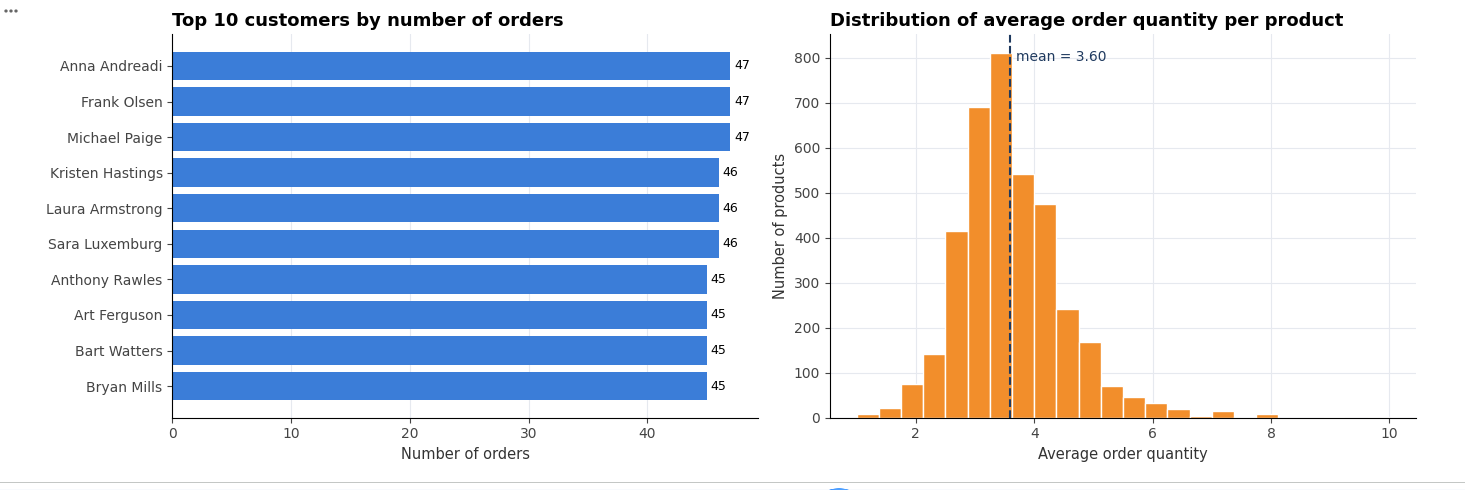 Top 10 customers by number of orders
Anna Andreadi 47
Frank Olsen 47
Michael Paige 47
Kristen Hastings 46
Laura Armstrong 46
Sara Luxemburg 46
Anthony Rawles 45
Art Ferguson 45
Bart Watters 45
Bryan Mills 45
0 10 20 30 40
Number of orders
Distribution of average order quantity per product
mean = 3.60
Number of products
800
700
600
500
400
300
200
100
0
2 4 6 8 10
Average order quantity